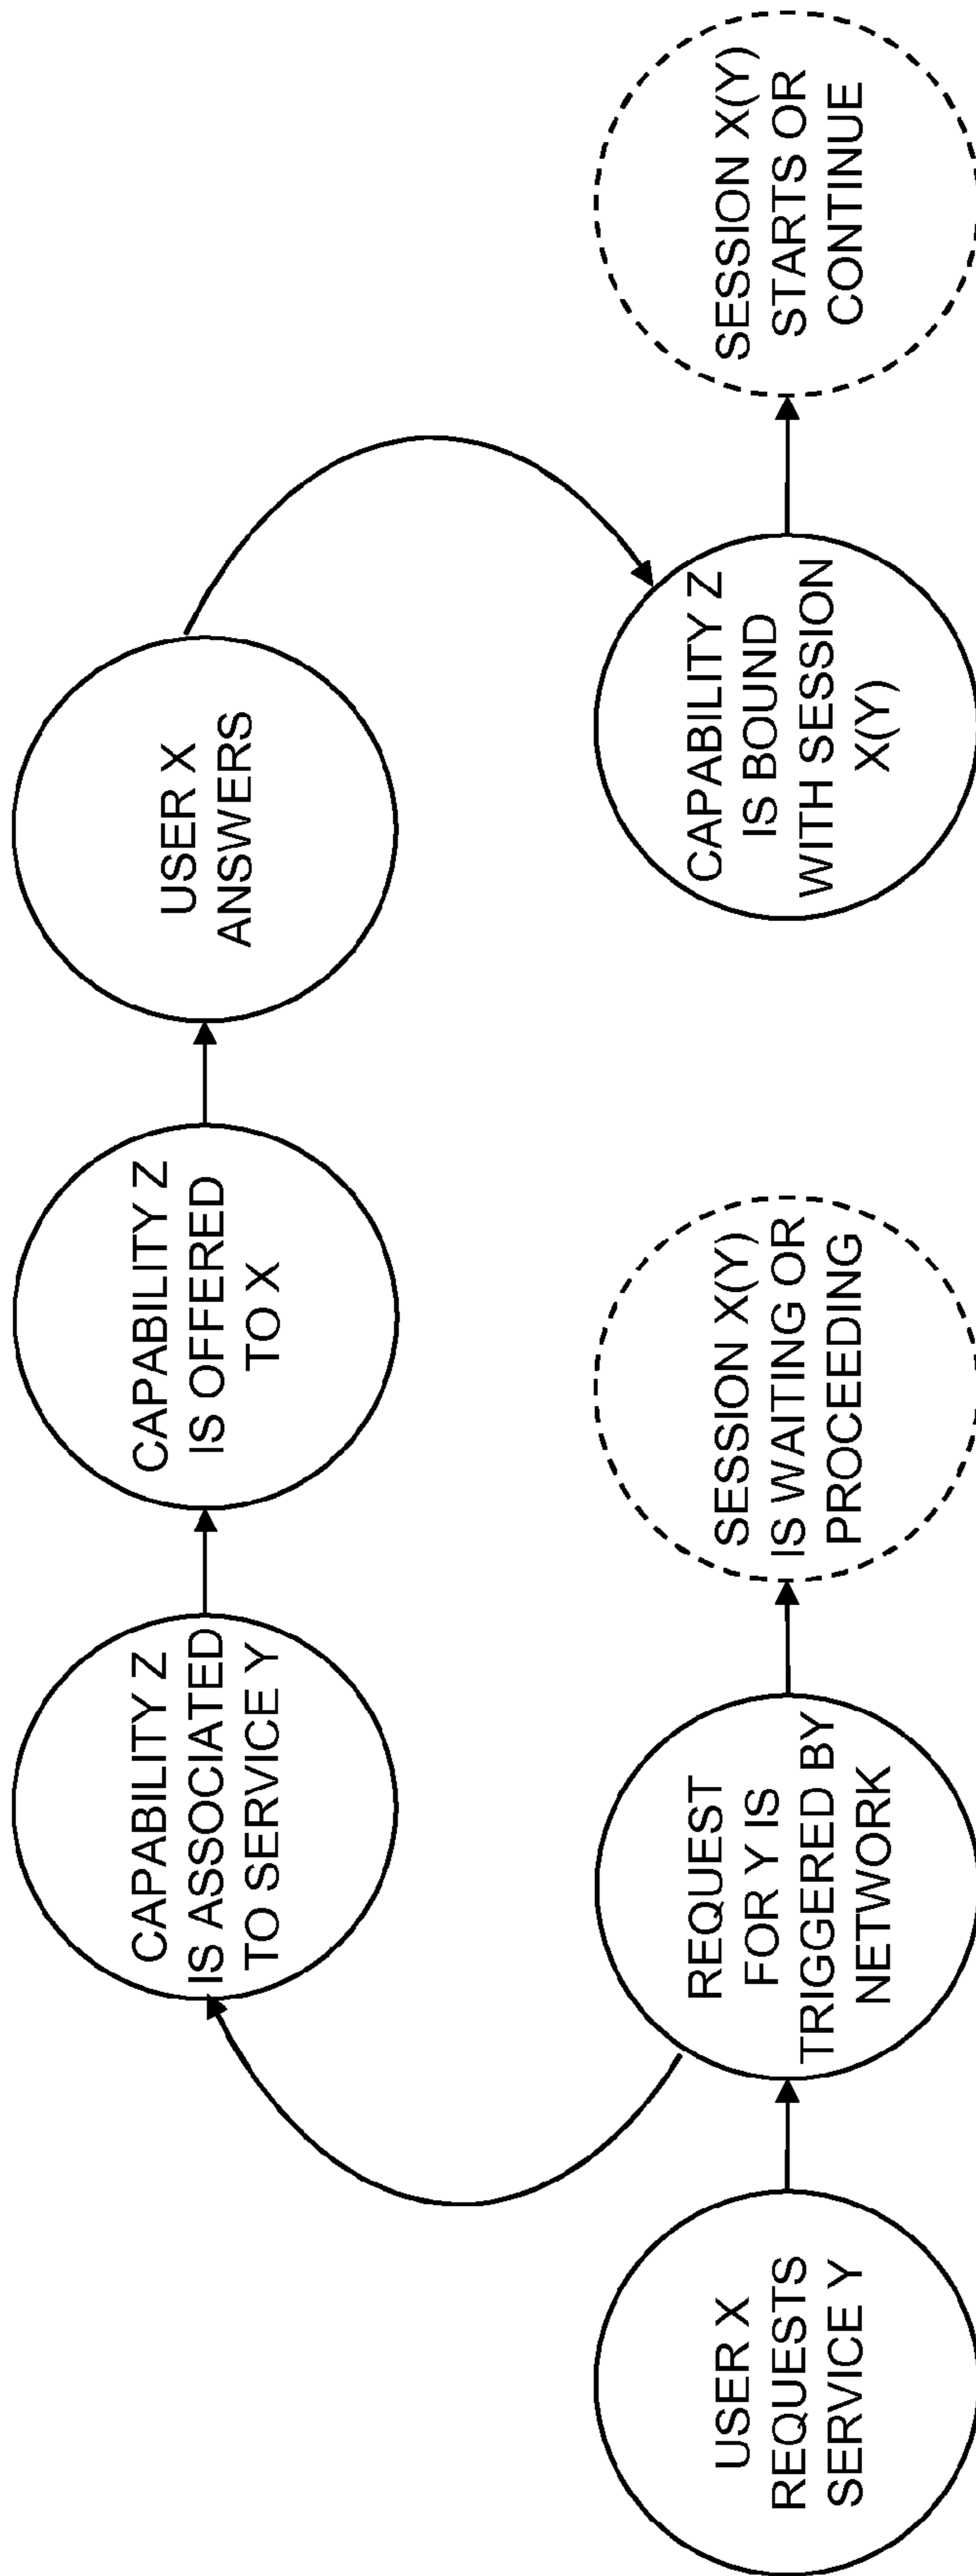 USER X
REQUESTS
SERVICE Y
REQUEST
FOR Y IS
TRIGGERED BY
NETWORK
SESSION X(Y)
IS WAITING OR
PROCEEDING
CAPABILITY Z
IS ASSOCIATED
TO SERVICE Y
CAPABILITY Z
IS OFFERED
TO X
USER X
ANSWERS
CAPABILITY Z
IS BOUND
WITH SESSION
X(Y)
SESSION X(Y)
STARTS OR
CONTINUE